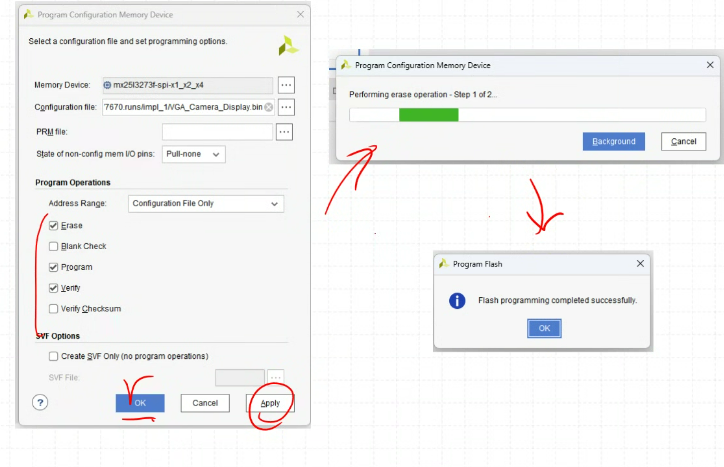 Program Configuration Memory Device
Select a configuration file and set programming options.
Memory Device: mx25l3273f-spi-x1_x2_x4 ...
Configuration file: 7670.runs/impl_1/VGA_Camera_Display.bin ...
PRM file: ...
State of non-config mem I/O pins: Pull-none
Program Operations
Address Range: Configuration File Only
Erase
Blank Check
Program
Verify
Verify Checksum
SVF Options
Create SVF Only (no program operations)
SVF File: ...
? OK Cancel Apply
Program Configuration Memory Device
Performing erase operation - Step 1 of 2...
Background Cancel
Program Flash
Flash programming completed successfully.
OK